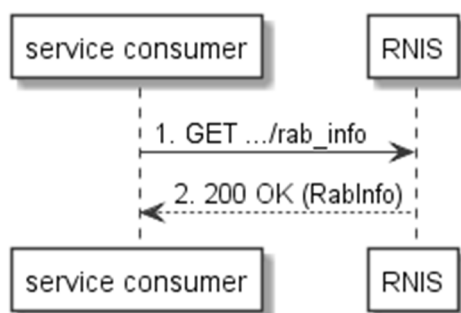 service consumer
RNIS
1. GET .../rab_info
2. 200 OK (RabInfo)
service consumer
RNIS